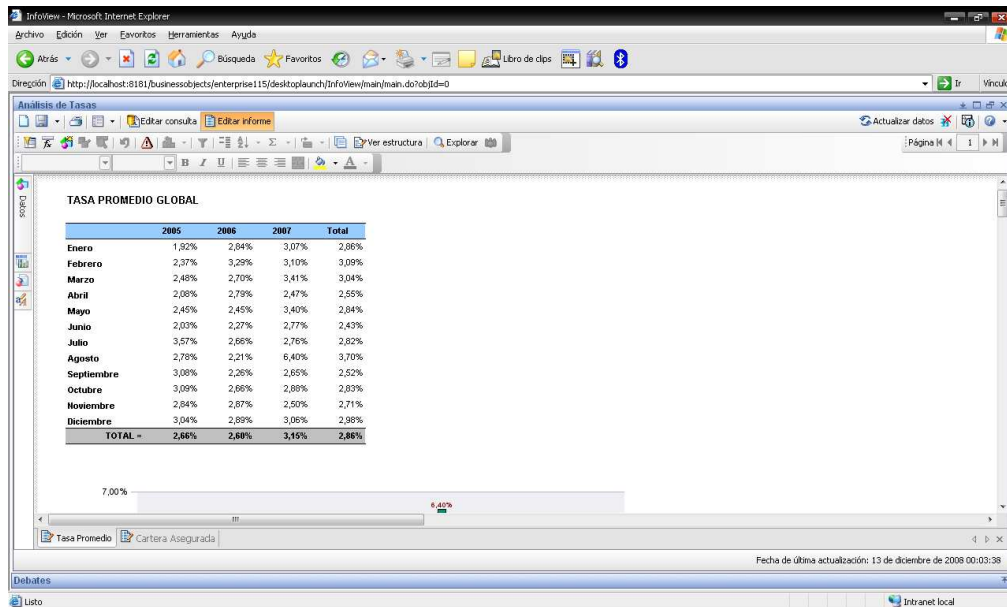 InfoView - Microsoft Internet Explorer
Archivo Edición Ver Favoritos Herramientas Ayuda
Atrás Búsqueda Favoritos Libro de clips
Dirección http://localhost:8181/businessobjects/enterprise115/desktoplaunch/InfoView/main/main.do?objId=0 Ir Vínculo
Análisis de Tasas
Editar consulta Editar informe Actualizar datos
Ver estructura Explorar Página 1
B I U A
Datos
TASA PROMEDIO GLOBAL
2005 2006 2007 Total
Enero 1,92% 2,84% 3,07% 2,86%
Febrero 2,37% 3,29% 3,10% 3,09%
Marzo 2,48% 2,70% 3,41% 3,04%
Abril 2,08% 2,79% 2,47% 2,55%
Mayo 2,45% 2,45% 3,40% 2,84%
Junio 2,03% 2,27% 2,77% 2,43%
Julio 3,57% 2,66% 2,76% 2,82%
Agosto 2,78% 2,21% 6,40% 3,70%
Septiembre 3,08% 2,26% 2,65% 2,52%
Octubre 3,09% 2,66% 2,88% 2,83%
Noviembre 2,84% 2,87% 2,50% 2,71%
Diciembre 3,04% 2,89% 3,06% 2,98%
TOTAL = 2,66% 2,60% 3,15% 2,86%
7,00%
6,40%
Tasa Promedio Cartera Asegurada
Fecha de última actualización: 13 de diciembre de 2008 00:03:38
Debates
Listo Intranet local